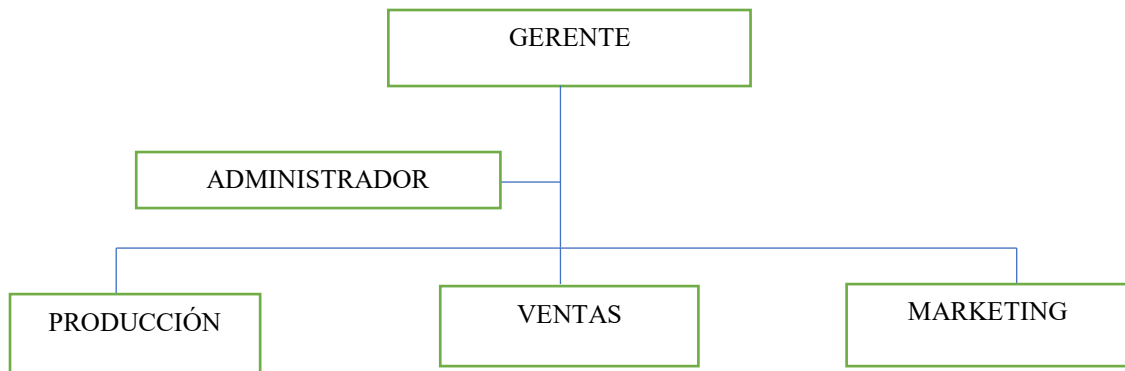 GERENTE
ADMINISTRADOR
PRODUCCIÓN
VENTAS
MARKETING